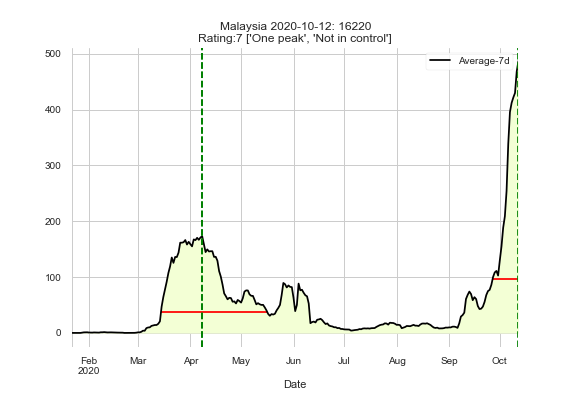 Malaysia 2020-10-12: 16220
Rating:7 ['One peak', 'Not in control']
Average-7d
500
400
300
200
100
0
Feb Mar Apr May Jun Jul Aug Sep Oct
2020
Date